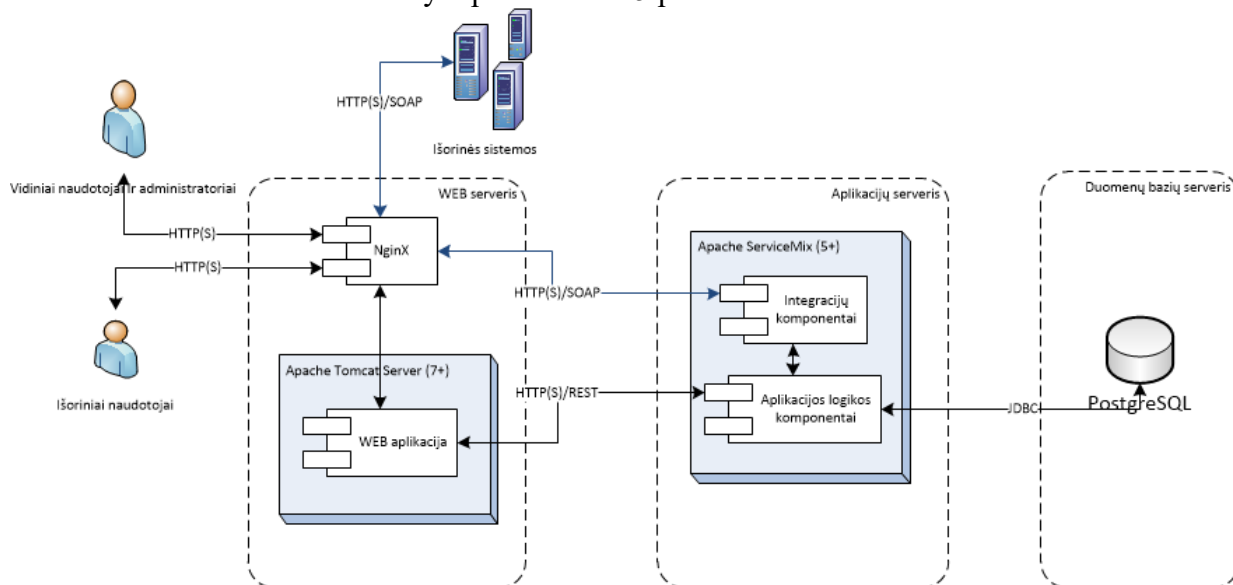 HTTP(S)/SOAP
Išorinės sistemos
Vidiniai naudotojai ir administratoriai
WEB serveris
Aplikacijų serveris
Duomenų bazių serveris
HTTP(S)
NginX
Apache ServiceMix (5+)
HTTP(S)
HTTP(S)/SOAP
Integracijų
komponentai
Apache Tomcat Server (7+)
Išoriniai naudotojai
HTTP(S)/REST
Aplikacijos logikos
komponentai
JDBC
PostgreSQL
WEB aplikacija